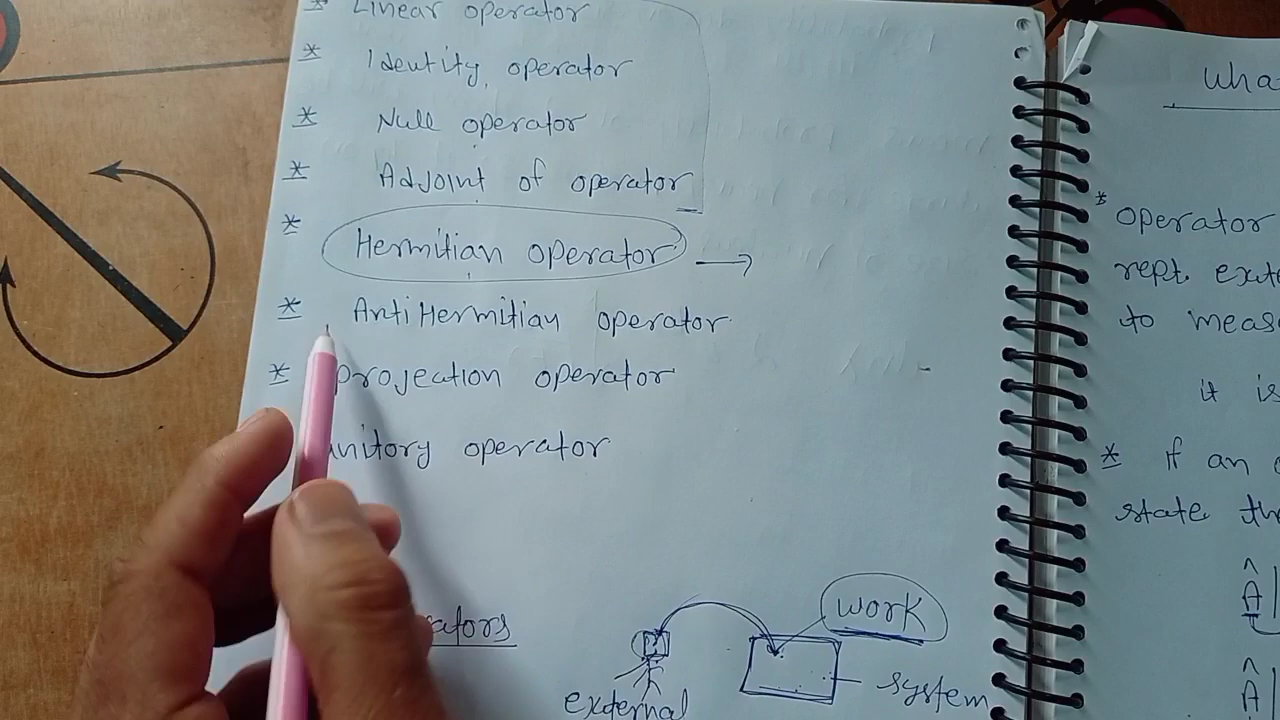 * Linear operator
* Identity operator
* Null operator
* Adjoint of operator
* Hermitian operator →
* AntiHermitian operator
* projection operator
unitory operator
work
system
external
What
* operator
rept. exte
to meas
it is
* if an
state th
Â|
Â|